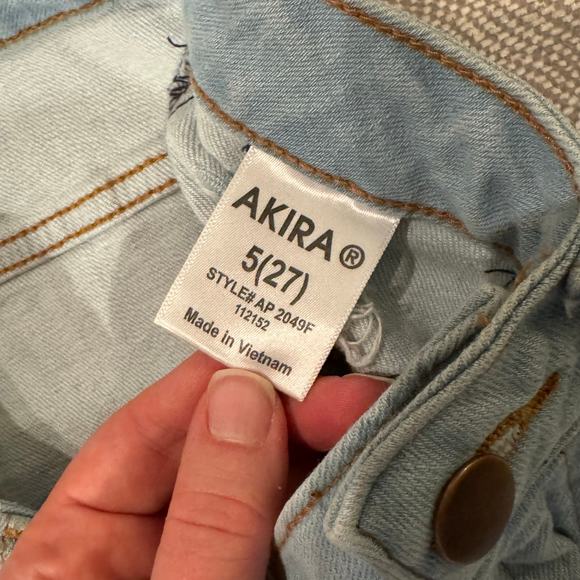 AKIRA ®
5(27)
STYLE# AP 2049F
112152
Made in Vietnam